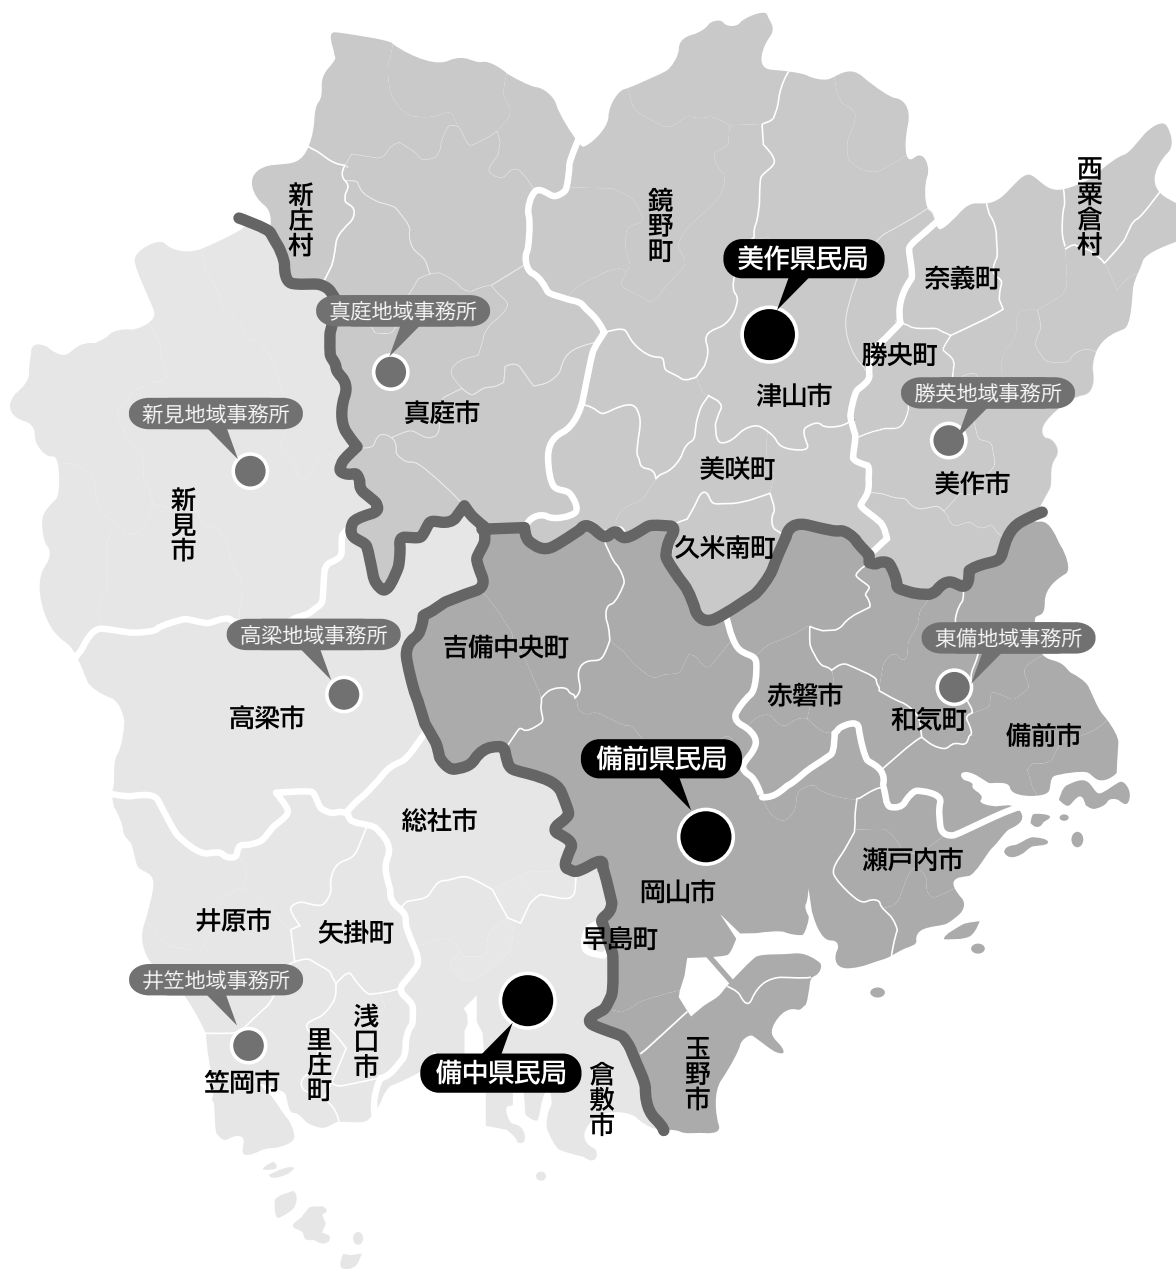 西粟倉村
新庄村
鏡野町
美作県民局
奈義町
真庭地域事務所
勝央町
津山市
勝英地域事務所
新見地域事務所
真庭市
美咲町
美作市
新見市
久米南町
高梁地域事務所
東備地域事務所
吉備中央町
赤磐市
高梁市
和気町
備前市
備前県民局
総社市
瀬戸内市
岡山市
井原市
矢掛町
早島町
井笠地域事務所
浅口市
里庄町
笠岡市
備中県民局
倉敷市
玉野市